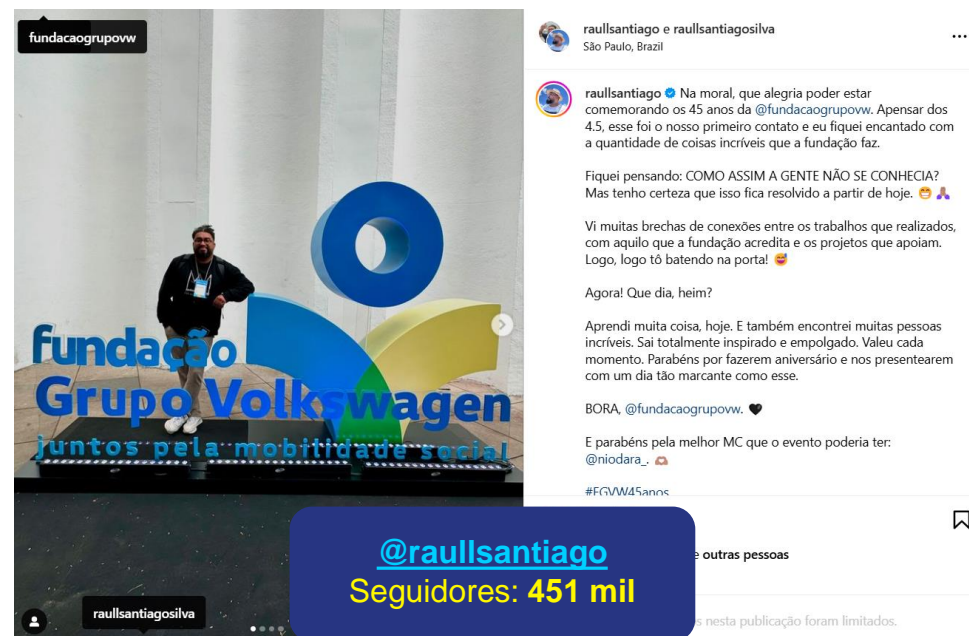 fundacaogrupovw
fundação
Grupo Volkswagen
juntos pela mobilidade social
raullsantiagosilva
raullsantiago e raullsantiagosilva
São Paulo, Brazil
raullsantiago Na moral, que alegria poder estar
comemorando os 45 anos da @fundacaogrupovw. Apensar dos
4.5, esse foi o nosso primeiro contato e eu fiquei encantado com
a quantidade de coisas incríveis que a fundação faz.
Fiquei pensando: COMO ASSIM A GENTE NÃO SE CONHECIA?
Mas tenho certeza que isso fica resolvido a partir de hoje. 😁 🙏🏽
Vi muitas brechas de conexões entre os trabalhos que realizados,
com aquilo que a fundação acredita e os projetos que apoiam.
Logo, logo tô batendo na porta! 😅
Agora! Que dia, heim?
Aprendi muita coisa, hoje. E também encontrei muitas pessoas
incríveis. Sai totalmente inspirado e empolgado. Valeu cada
momento. Parabéns por fazerem aniversário e nos presentearem
com um dia tão marcante como esse.
BORA, @fundacaogrupovw. 🖤
E parabéns pela melhor MC que o evento poderia ter:
@niodara_. 🫶🏽
#FGVW45anos
e outras pessoas
nesta publicação foram limitados.
@raullsantiago
Seguidores: 451 mil